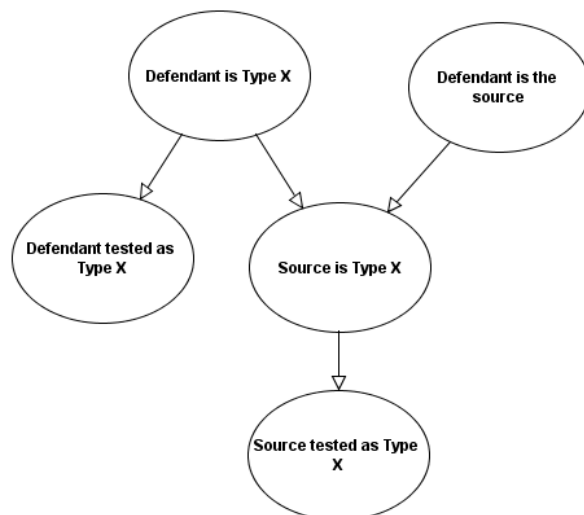 Defendant is Type X
Defendant is the
source
Defendant tested as
Type X
Source is Type X
Source tested as Type
X